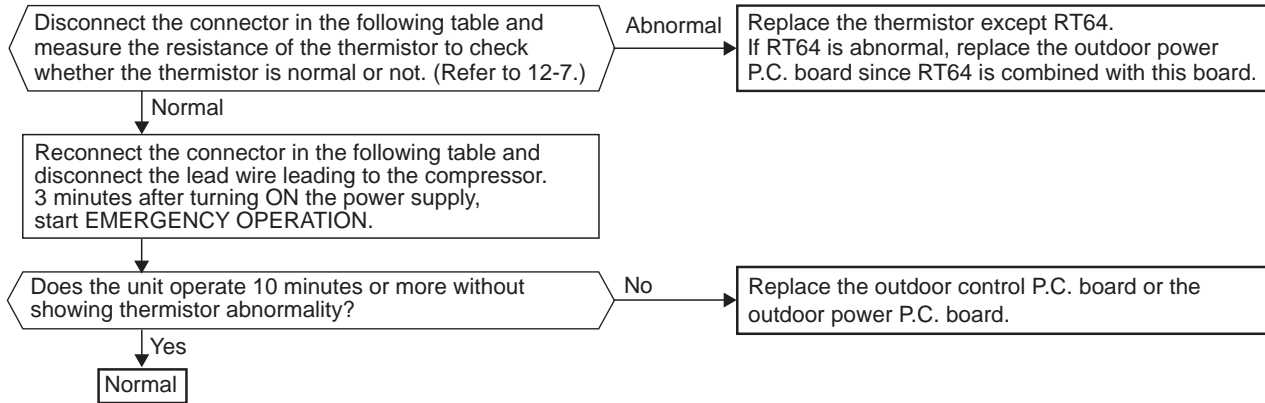 Disconnect the connector in the following table and
measure the resistance of the thermistor to check
whether the thermistor is normal or not. (Refer to 12-7.)
Abnormal
Replace the thermistor except RT64.
If RT64 is abnormal, replace the outdoor power
P.C. board since RT64 is combined with this board.
Normal
Reconnect the connector in the following table and
disconnect the lead wire leading to the compressor.
3 minutes after turning ON the power supply,
start EMERGENCY OPERATION.
Does the unit operate 10 minutes or more without
showing thermistor abnormality?
No
Replace the outdoor control P.C. board or the
outdoor power P.C. board.
Yes
Normal